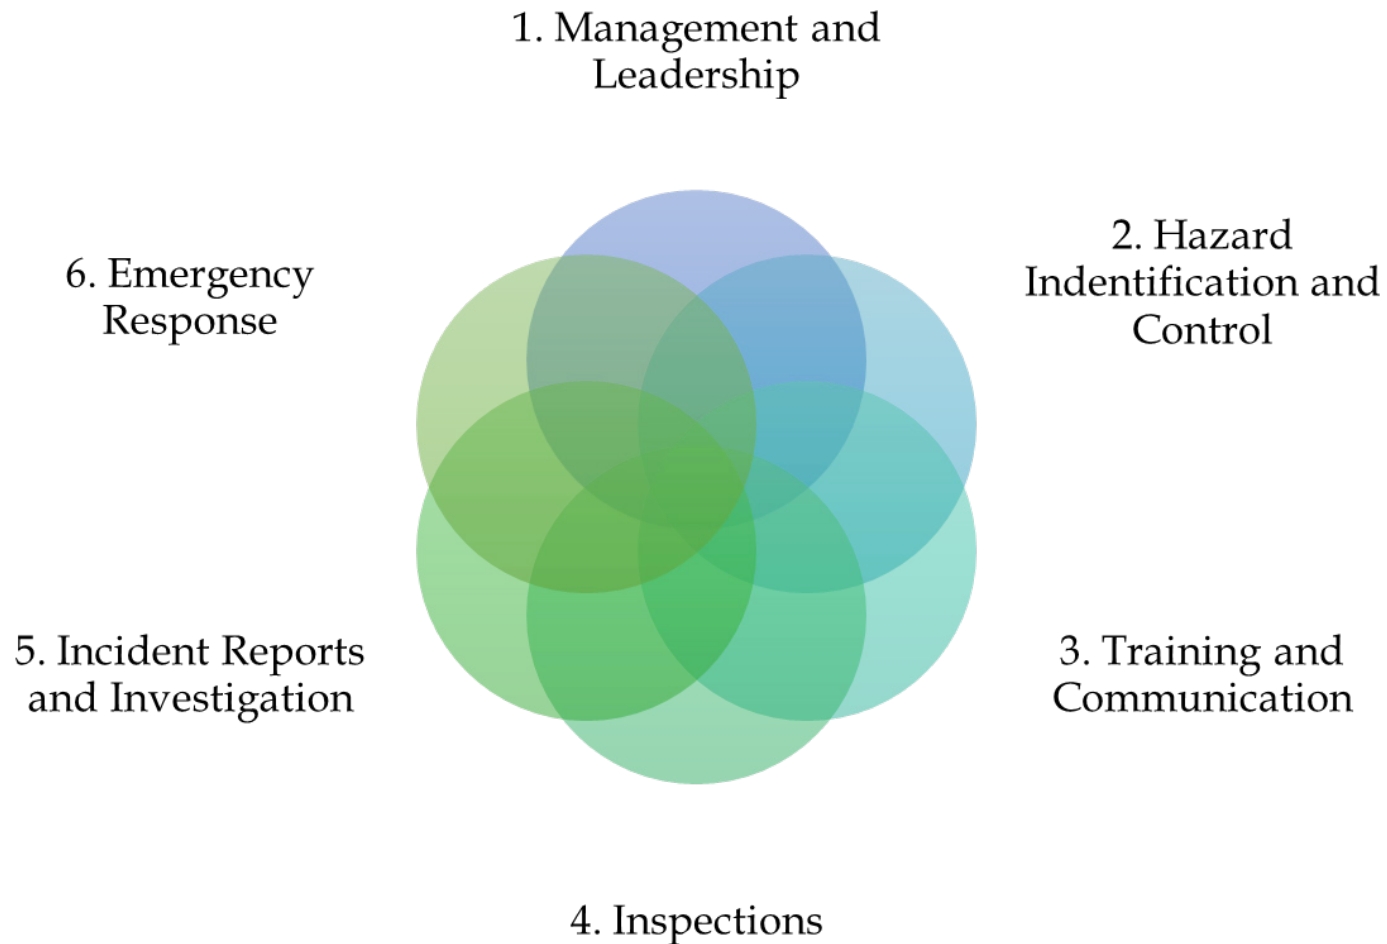 1. Management and
Leadership
2. Hazard
Indentification and
Control
3. Training and
Communication
4. Inspections
5. Incident Reports
and Investigation
6. Emergency
Response